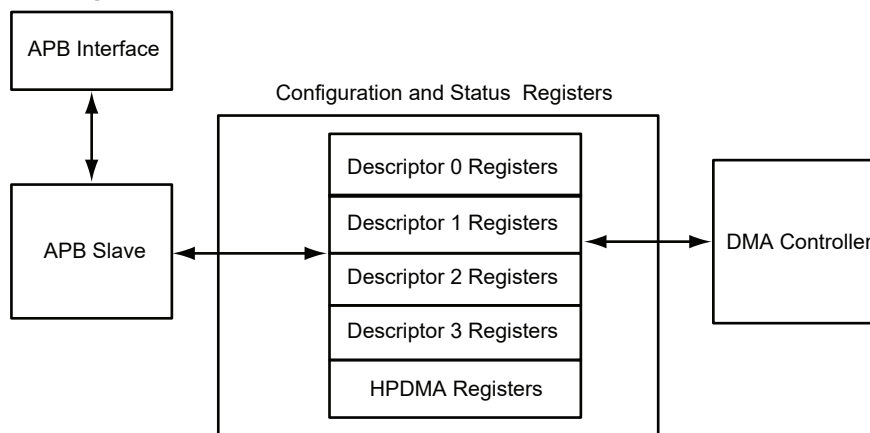 APB Interface
Configuration and Status Registers
Descriptor 0 Registers
Descriptor 1 Registers
APB Slave
DMA Controller
Descriptor 2 Registers
Descriptor 3 Registers
HPDMA Registers